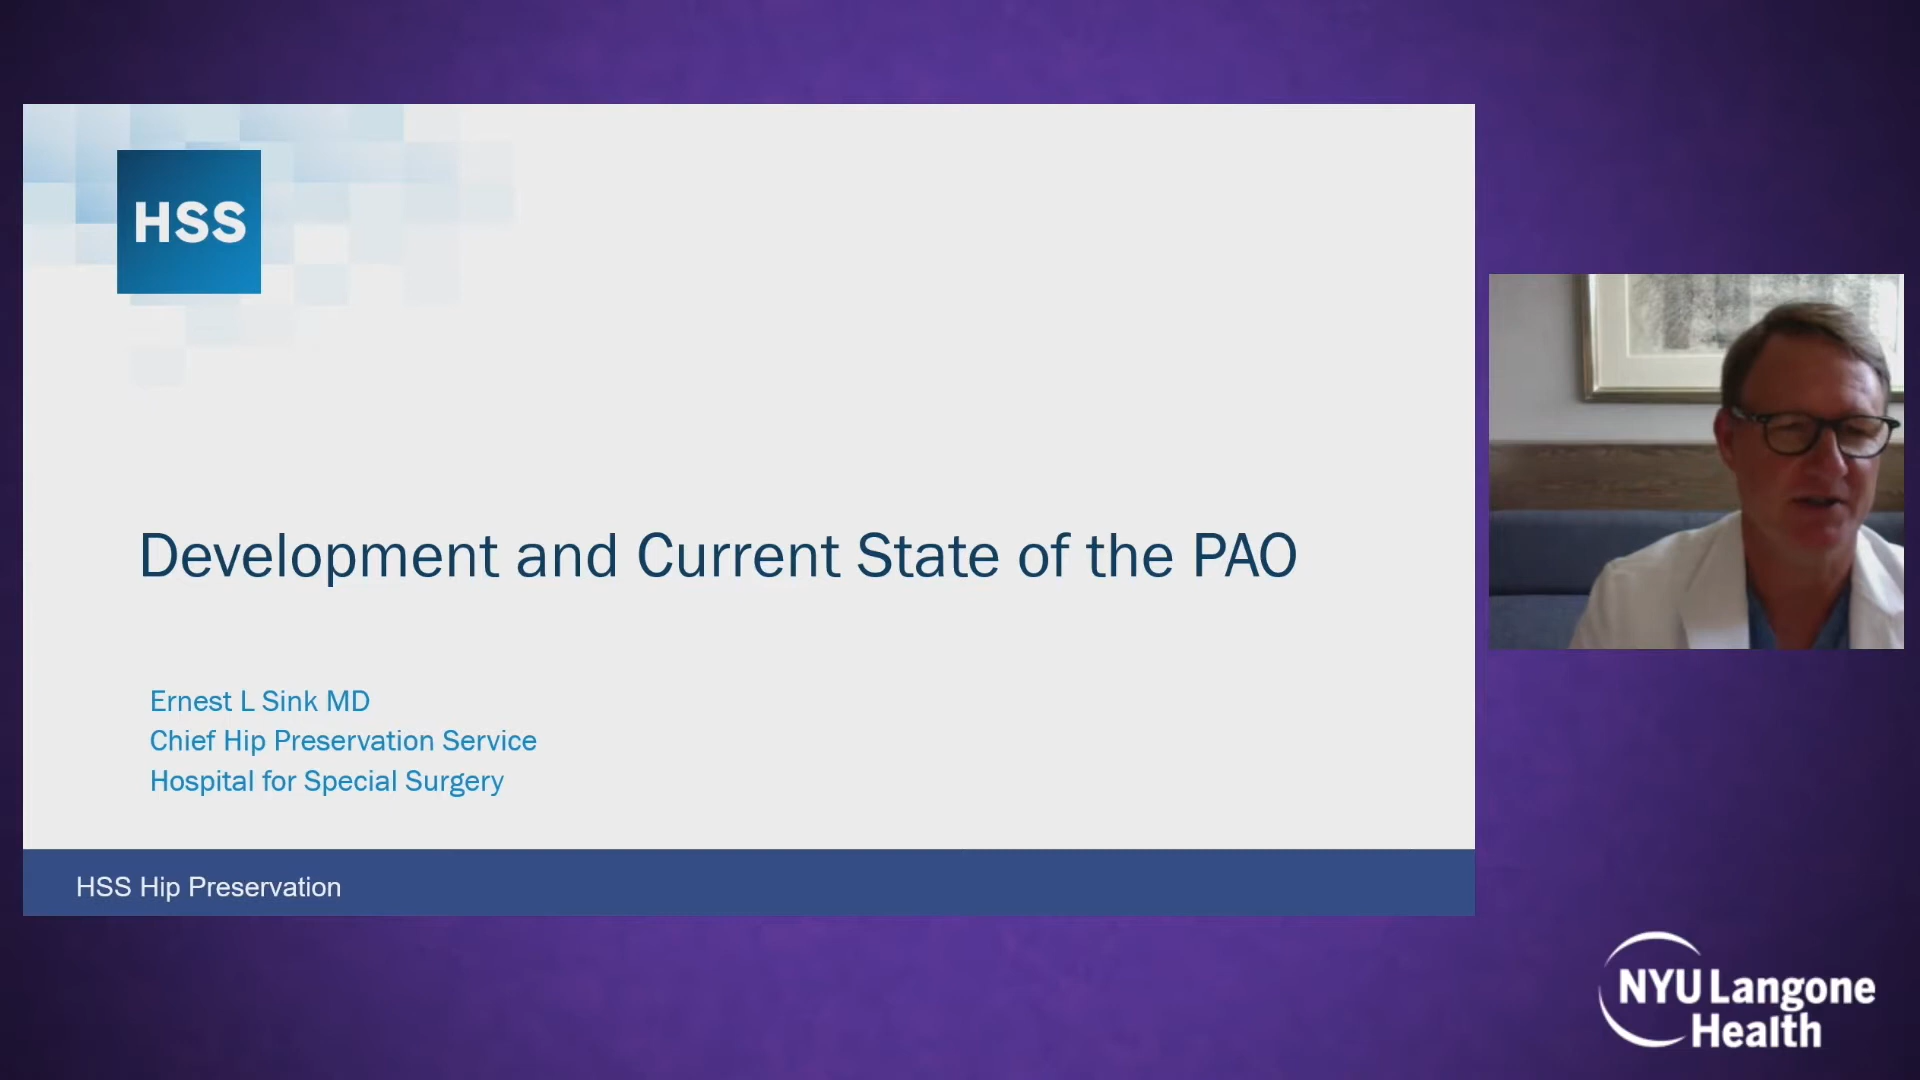 HSS
Development and Current State of the PAO
Ernest L Sink MD
Chief Hip Preservation Service
Hospital for Special Surgery
HSS Hip Preservation
NYU Langone
Health